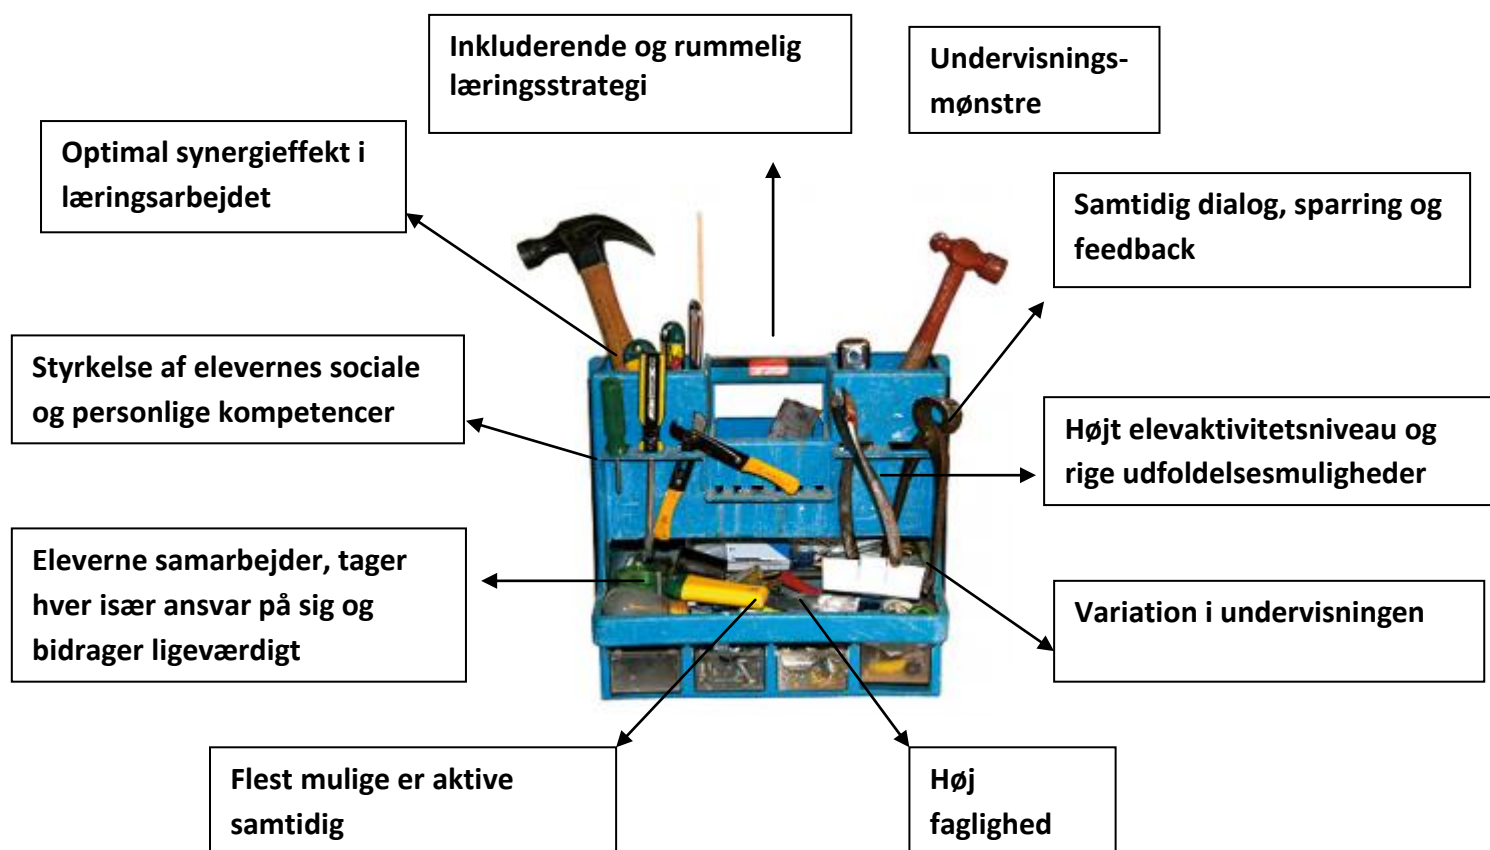 Inkluderende og rummelig
læringsstrategi
Undervisnings-
mønstre
Optimal synergieffekt i
læringsarbejdet
Samtidig dialog, sparring og
feedback
Styrkelse af elevernes sociale
og personlige kompetencer
Højt elevaktivitetsniveau og
rige udfoldelsesmuligheder
Eleverne samarbejder, tager
hver især ansvar på sig og
bidrager ligeværdigt
Variation i undervisningen
Flest mulige er aktive
samtidig
Høj
faglighed